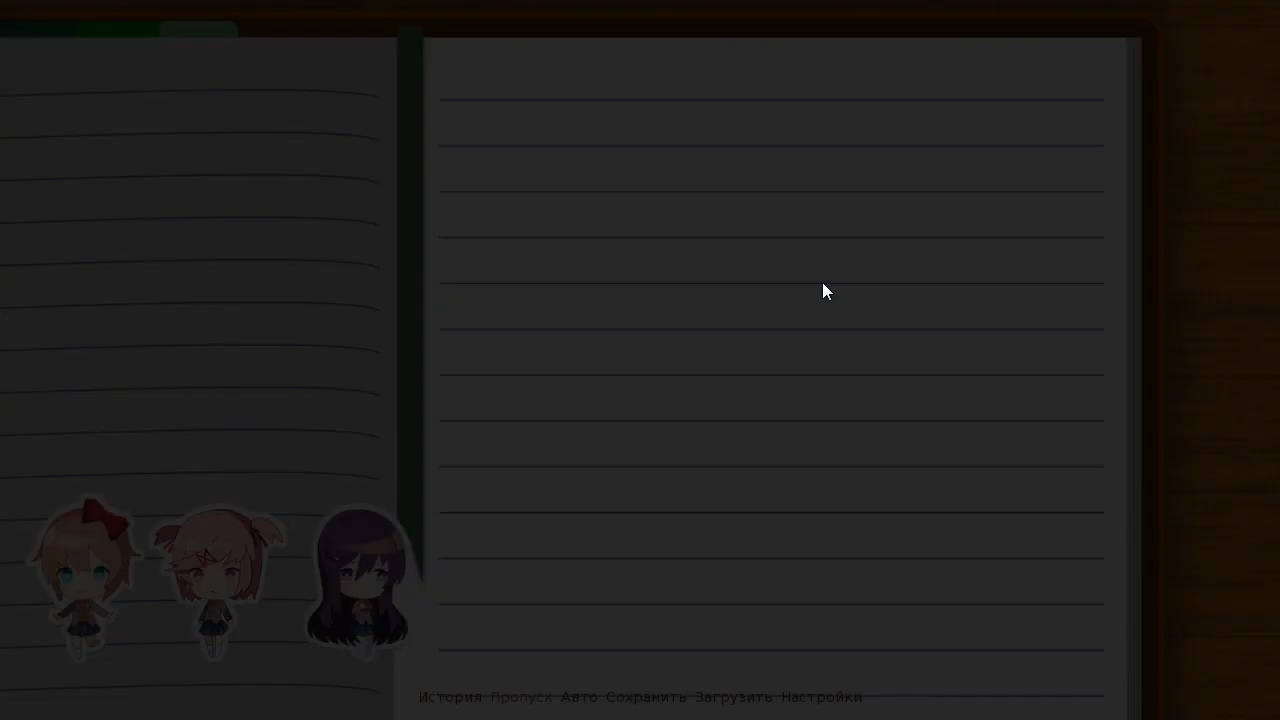 История Пропуск Авто Сохранить Загрузить Настройки